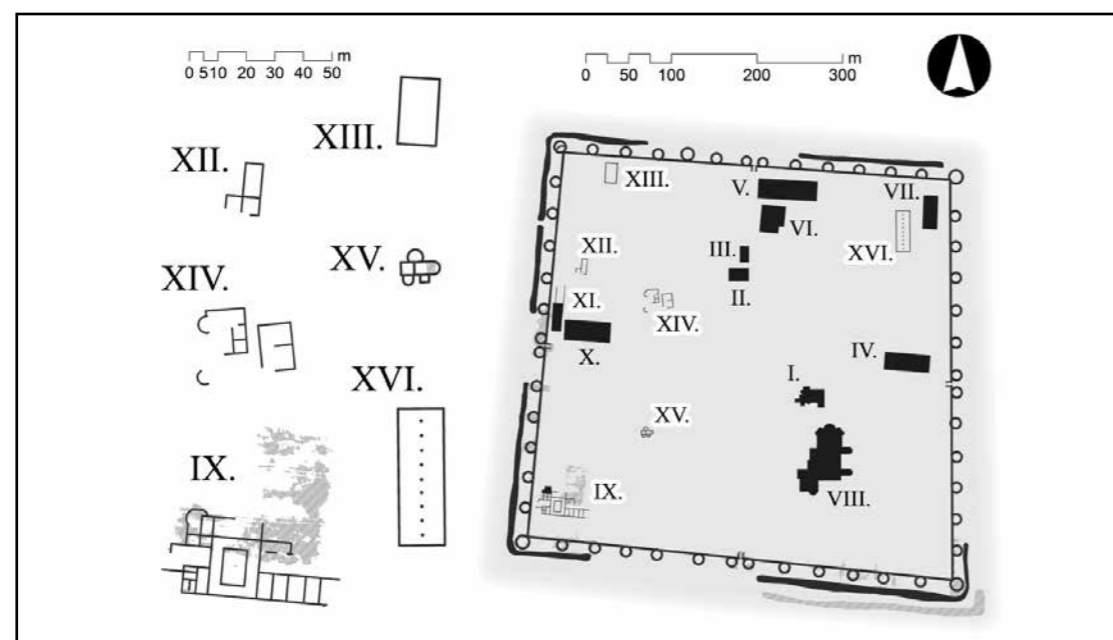 m
0 5 10 20 30 40 50
m
0 50 100 200 300
XIII.
XII.
XV.
XIV.
XVI.
IX.
XIII.
V.
VII.
VI.
XVI.
III.
XII.
II.
XI.
XIV.
X.
IV.
I.
XV.
IX.
VIII.